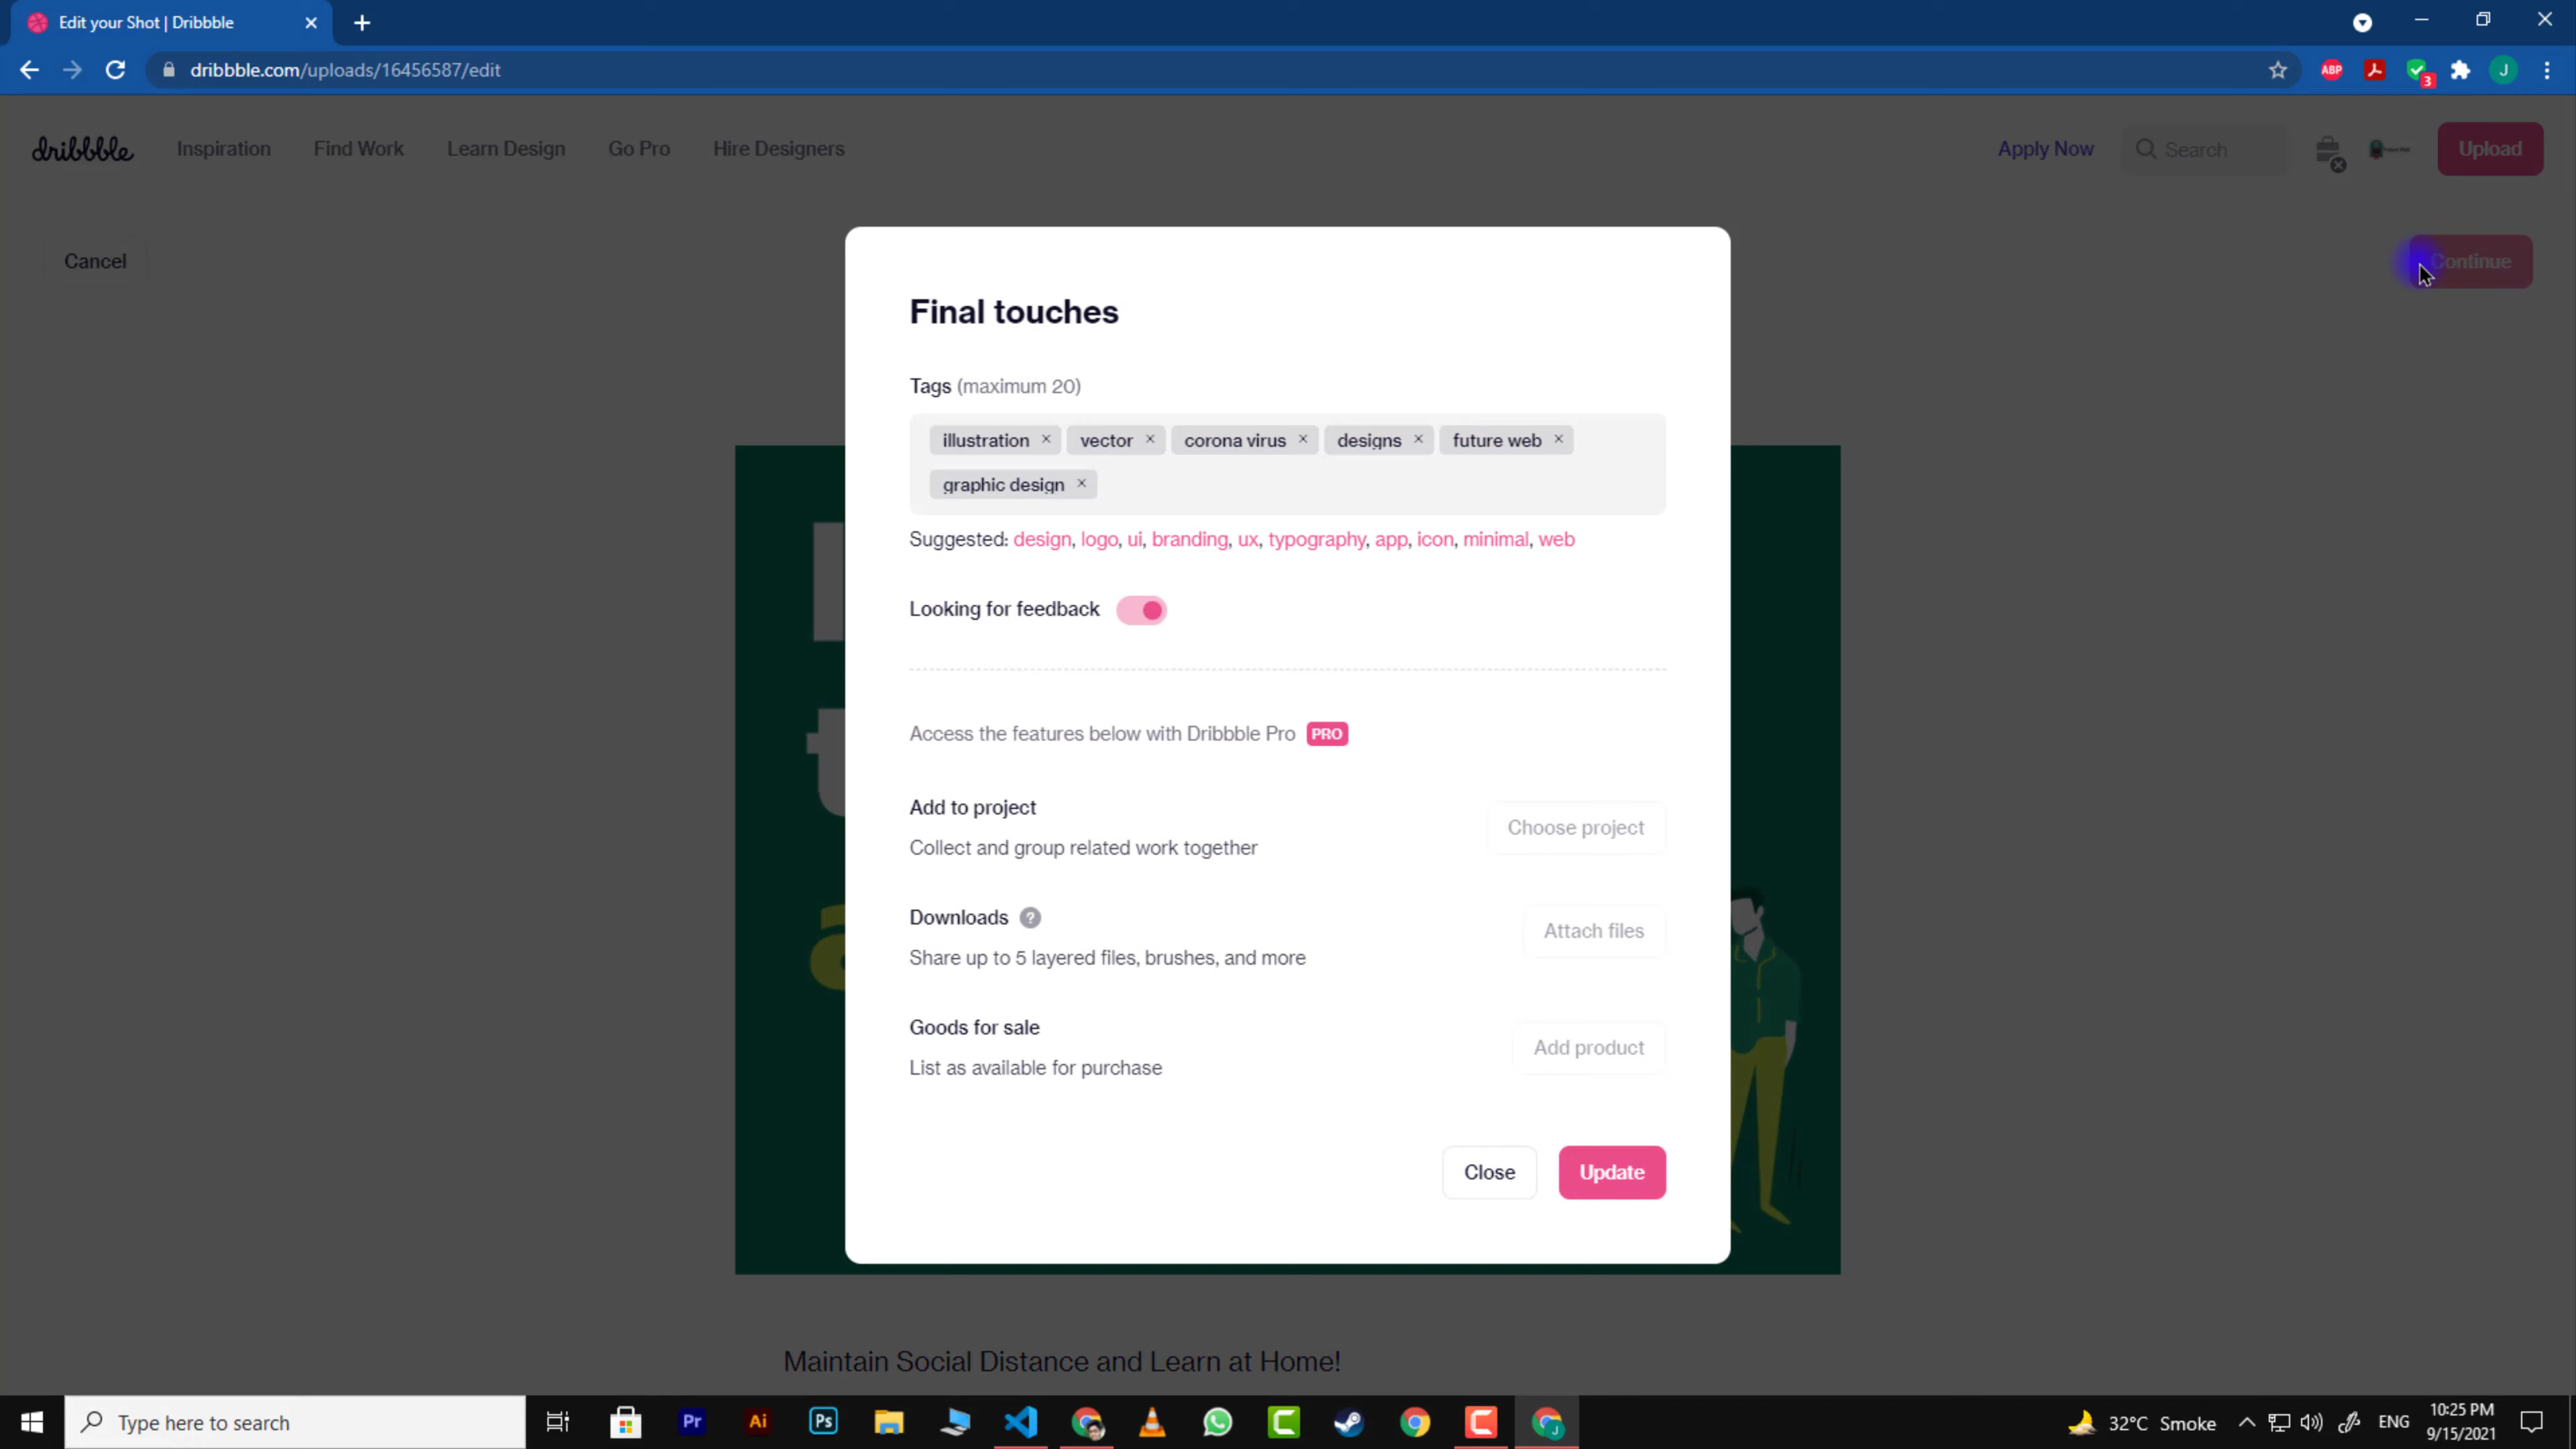 Edit your Shot | Dribbble
dribbble.com/uploads/16456587/edit
ABP
3
J
dribbble
Inspiration
Find Work
Learn Design
Go Pro
Hire Designers
Apply Now
Search
Upload
Cancel
Continue
Final touches
Tags (maximum 20)
illustration × vector × corona virus × designs × future web ×
graphic design ×
Suggested: design, logo, ui, branding, ux, typography, app, icon, minimal, web
Looking for feedback
Access the features below with Dribbble Pro PRO
Add to project
Choose project
Collect and group related work together
Downloads ?
Attach files
Share up to 5 layered files, brushes, and more
Goods for sale
Add product
List as available for purchase
Close
Update
Maintain Social Distance and Learn at Home!
Type here to search
Pr
Ai
Ps
J
32°C Smoke
ENG
10:25 PM
9/15/2021